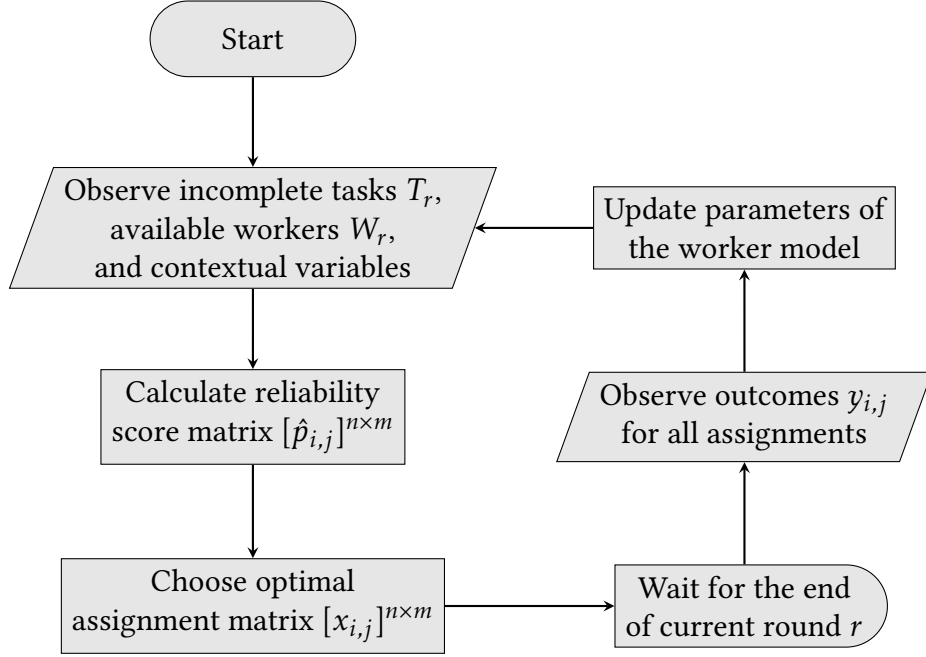 Start
Observe incomplete tasks T_r,
available workers W_r,
and contextual variables
Calculate reliability
score matrix [p̂_{i,j}]^{n×m}
Choose optimal
assignment matrix [x_{i,j}]^{n×m}
Wait for the end
of current round r
Observe outcomes y_{i,j}
for all assignments
Update parameters of
the worker model